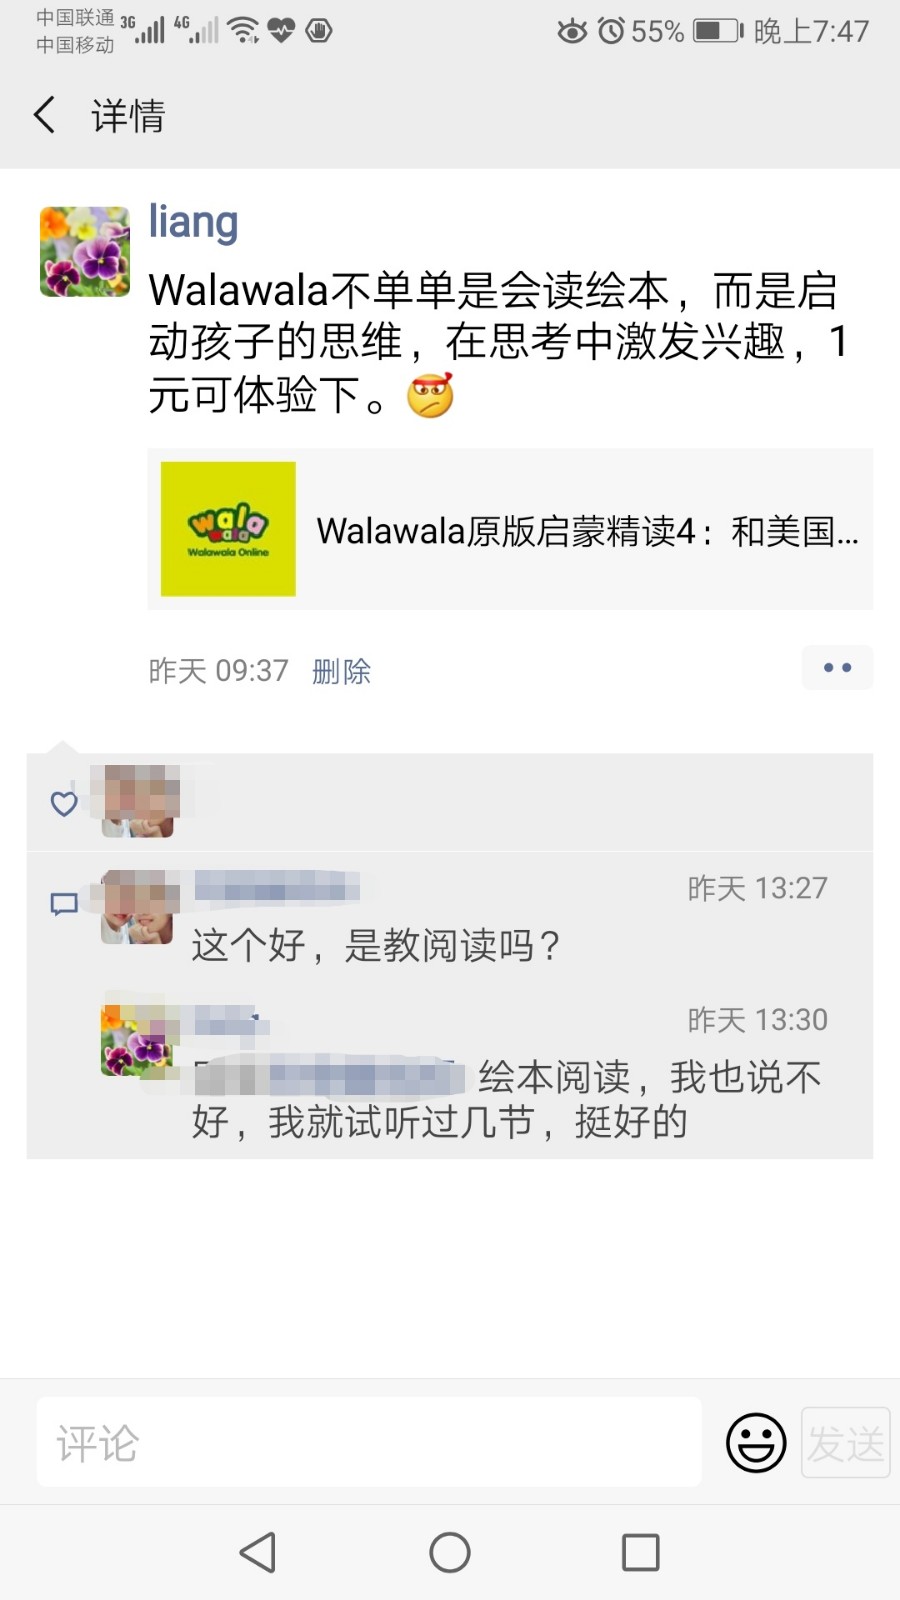 中国联通 3G 4G 55% 晚上7:47
中国移动
详情
liang
Walawala不单单是会读绘本，而是启
动孩子的思维，在思考中激发兴趣，1
元可体验下。
wala
wala
Walawala Online
Walawala原版启蒙精读4：和美国...
昨天 09:37 删除
昨天 13:27
这个好，是教阅读吗？
昨天 13:30
绘本阅读，我也说不
好，我就试听过几节，挺好的
评论
发送